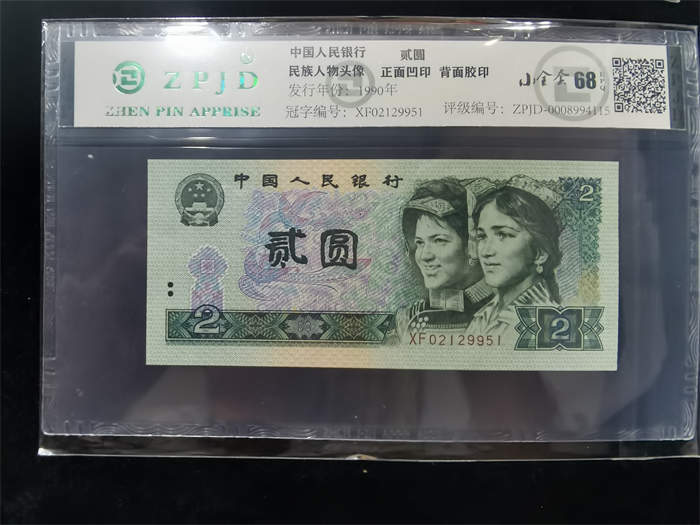 ZPJD
ZHEN PIN APPRISE
中国人民银行 贰圆
民族人物头像 正面凹印 背面胶印
发行年份: 1990年
冠字编号: XF02129951
68
评级编号: ZPJD-0008994115
中国人民银行
贰圆
2
2
2
XF02129951